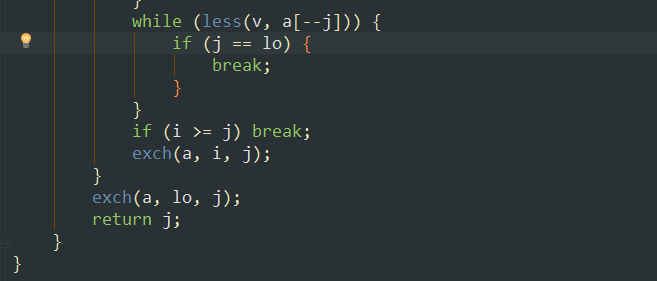 }
while (less(v, a[--j])) {
if (j == lo) {
break;
}
}
if (i >= j) break;
exch(a, i, j);
}
exch(a, lo, j);
return j;
}
}